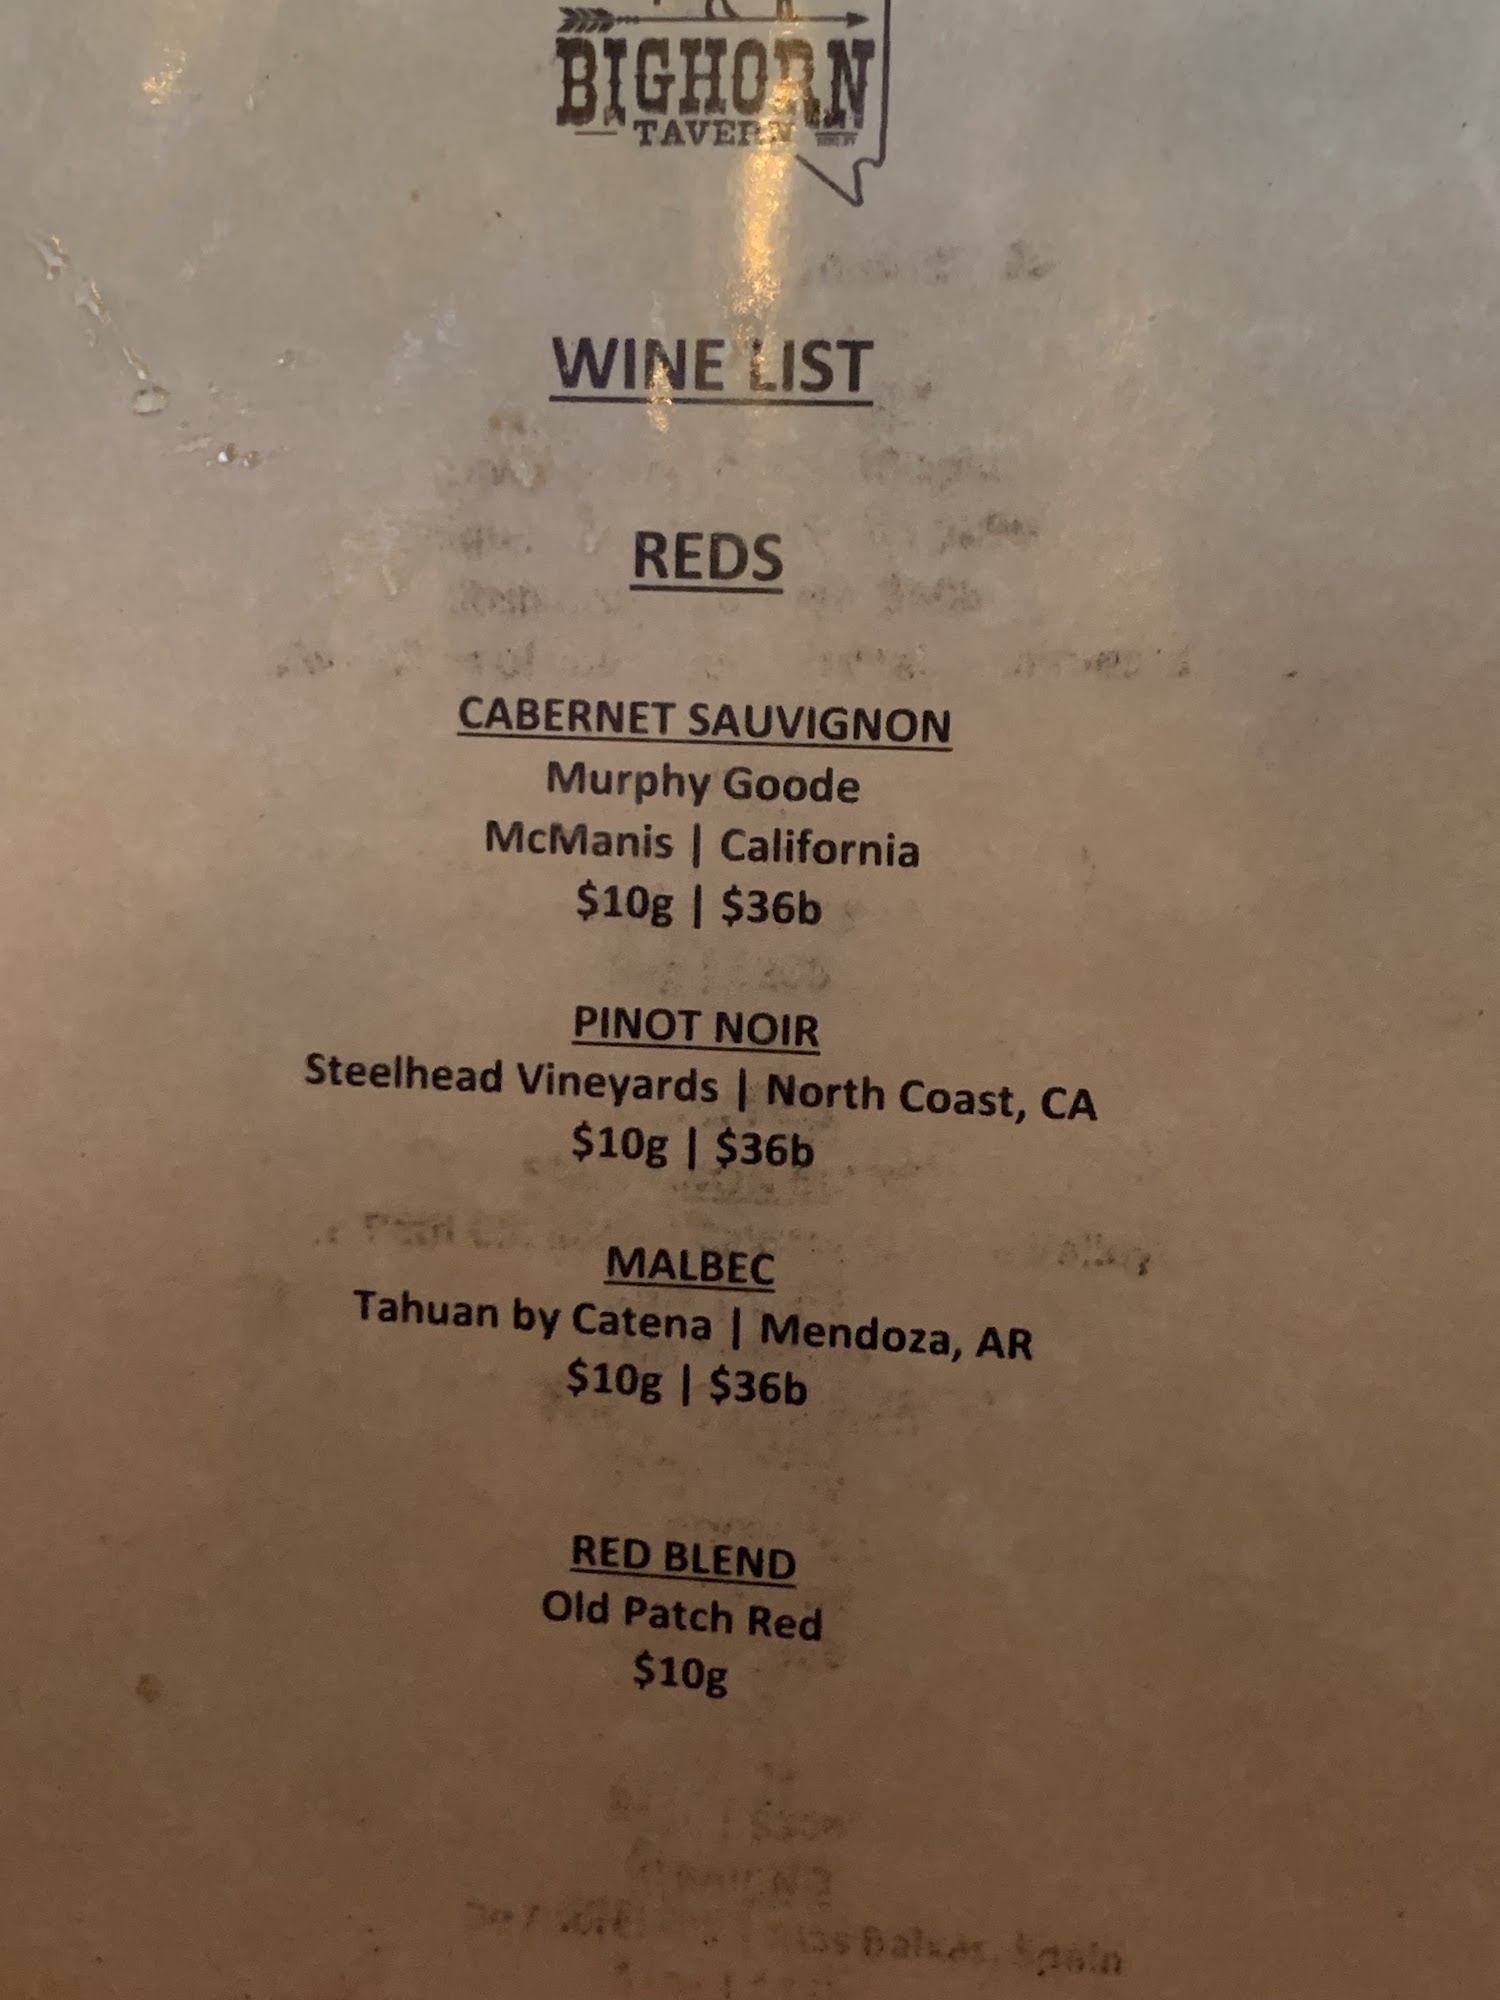 BIGHORN
TAVERN
WINE LIST
REDS
CABERNET SAUVIGNON
Murphy Goode
McManis | California
$10g | $36b
PINOT NOIR
Steelhead Vineyards | North Coast, CA
$10g | $36b
MALBEC
Tahuan by Catena | Mendoza, AR
$10g | $36b
RED BLEND
Old Patch Red
$10g
Spain